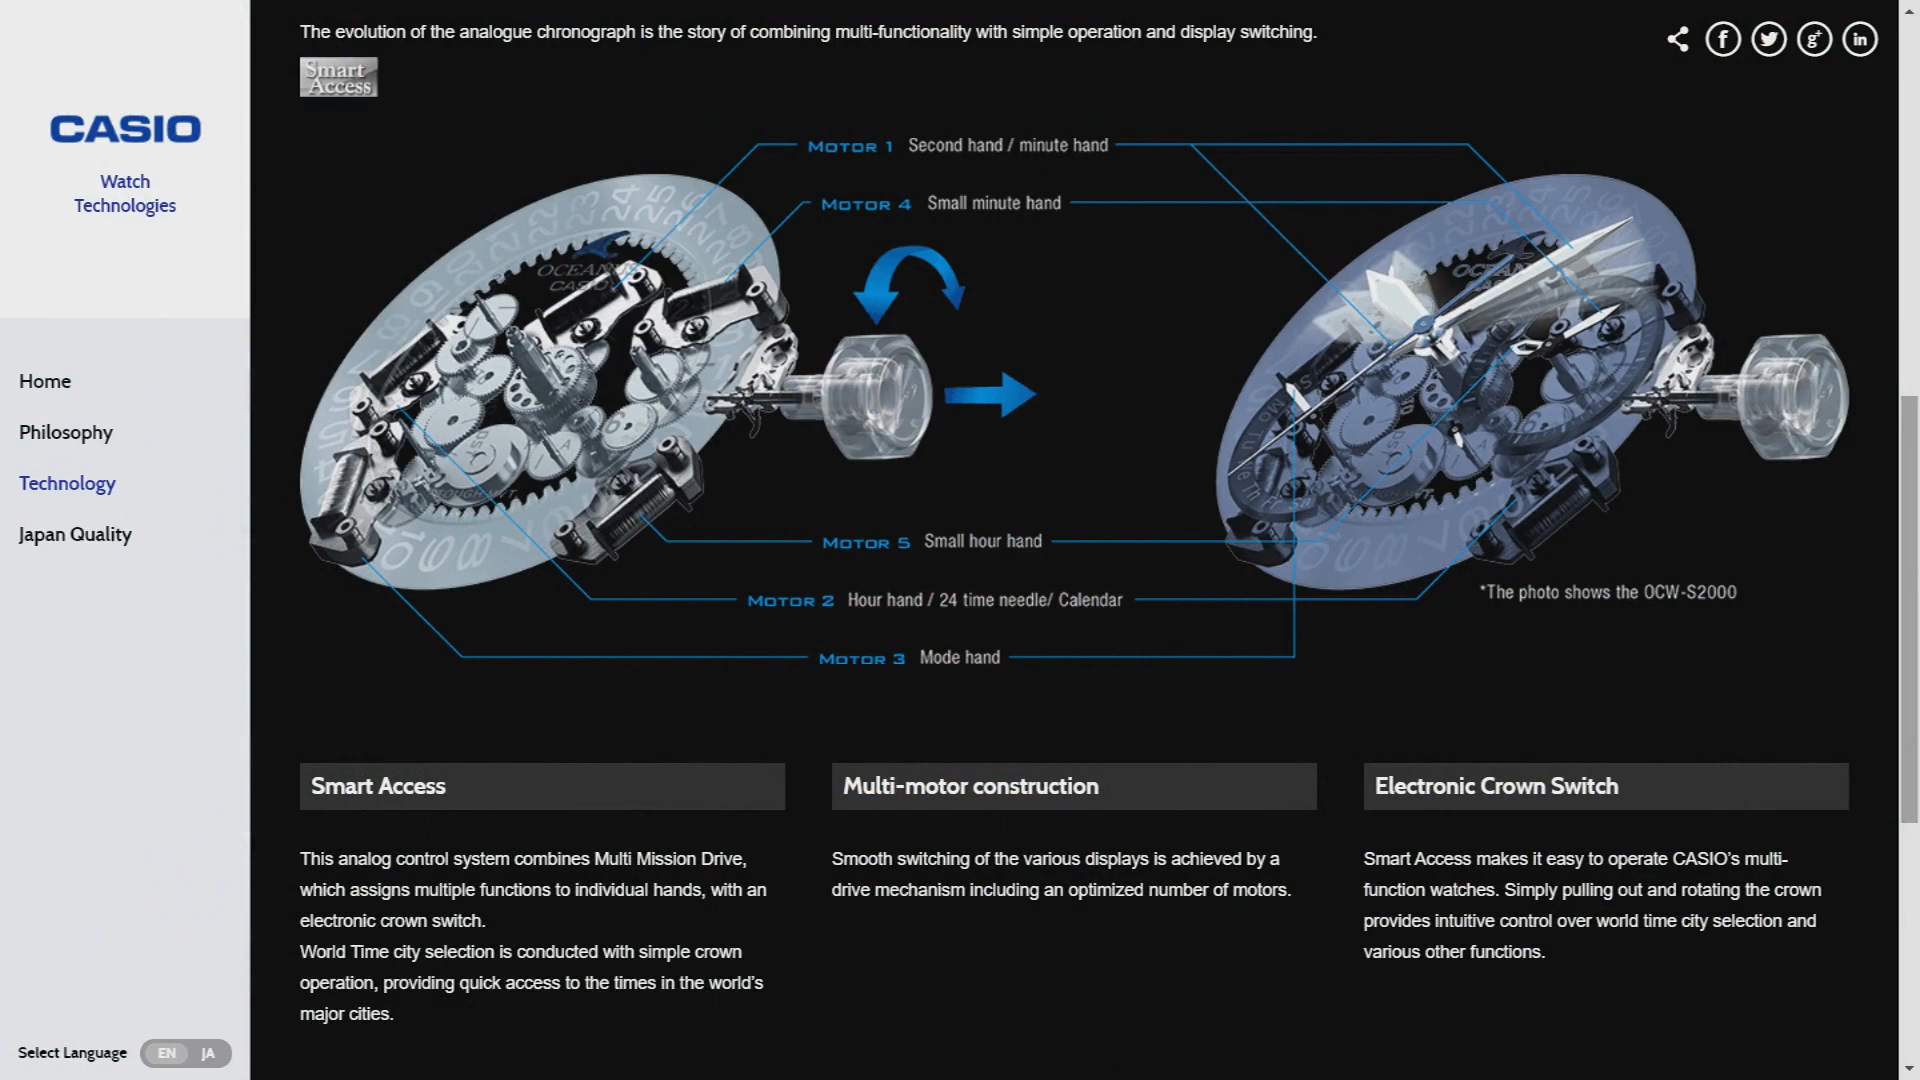 The evolution of the analogue chronograph is the story of combining multi-functionality with simple operation and display switching.
Smart
Access
CASIO
Watch
Technologies
Home
Philosophy
Technology
Japan Quality
Select Language EN JA
MOTOR 1 Second hand / minute hand
MOTOR 4 Small minute hand
OCEANUS
CASIO
MOTOR 5 Small hour hand
MOTOR 2 Hour hand / 24 time needle/ Calendar
MOTOR 3 Mode hand
*The photo shows the OCW-S2000
Smart Access
This analog control system combines Multi Mission Drive,
which assigns multiple functions to individual hands, with an
electronic crown switch.
World Time city selection is conducted with simple crown
operation, providing quick access to the times in the world's
major cities.
Multi-motor construction
Smooth switching of the various displays is achieved by a
drive mechanism including an optimized number of motors.
Electronic Crown Switch
Smart Access makes it easy to operate CASIO's multi-
function watches. Simply pulling out and rotating the crown
provides intuitive control over world time city selection and
various other functions.